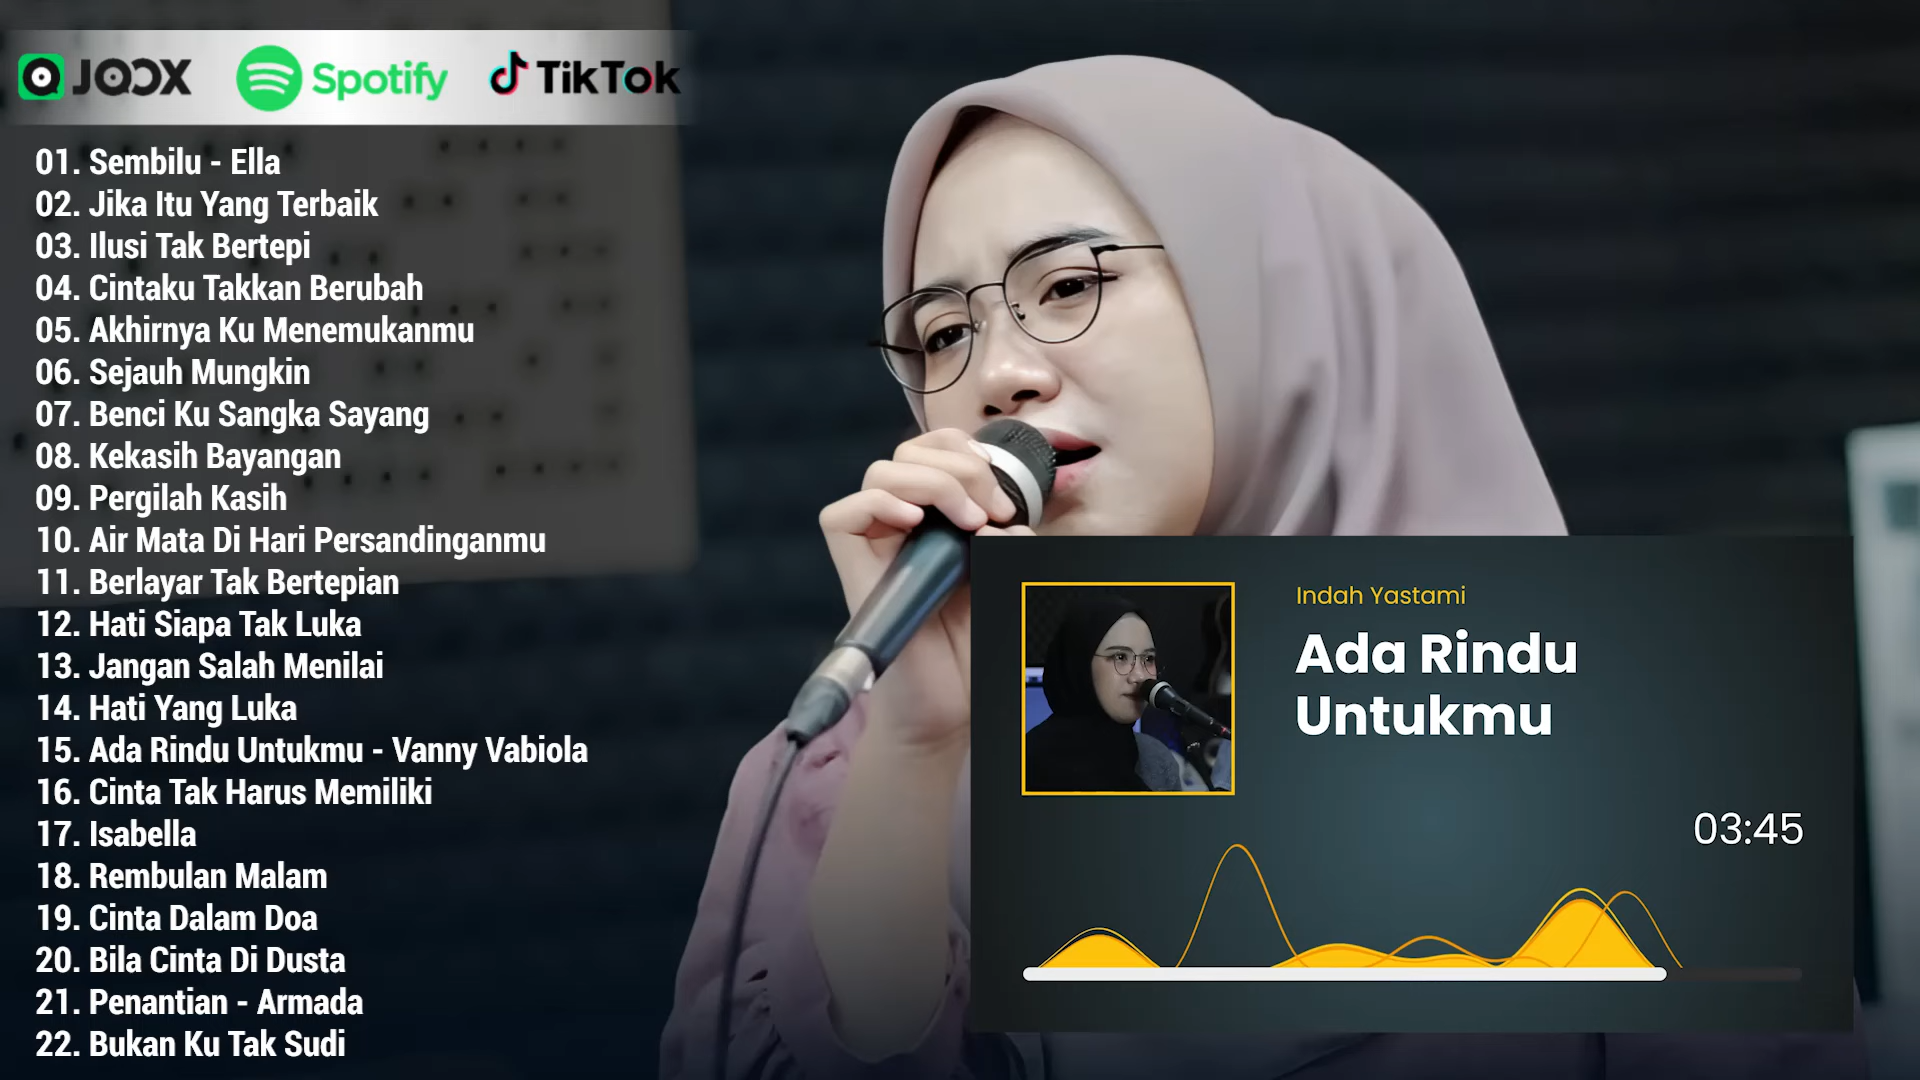 JOOX Spotify TikTok
01. Sembilu - Ella
02. Jika Itu Yang Terbaik
03. Ilusi Tak Bertepi
04. Cintaku Takkan Berubah
05. Akhirnya Ku Menemukanmu
06. Sejauh Mungkin
07. Benci Ku Sangka Sayang
08. Kekasih Bayangan
09. Pergilah Kasih
10. Air Mata Di Hari Persandinganmu
11. Berlayar Tak Bertepian
12. Hati Siapa Tak Luka
13. Jangan Salah Menilai
14. Hati Yang Luka
15. Ada Rindu Untukmu - Vanny Vabiola
16. Cinta Tak Harus Memiliki
17. Isabella
18. Rembulan Malam
19. Cinta Dalam Doa
20. Bila Cinta Di Dusta
21. Penantian - Armada
22. Bukan Ku Tak Sudi
Indah Yastami
Ada Rindu
Untukmu
03:45